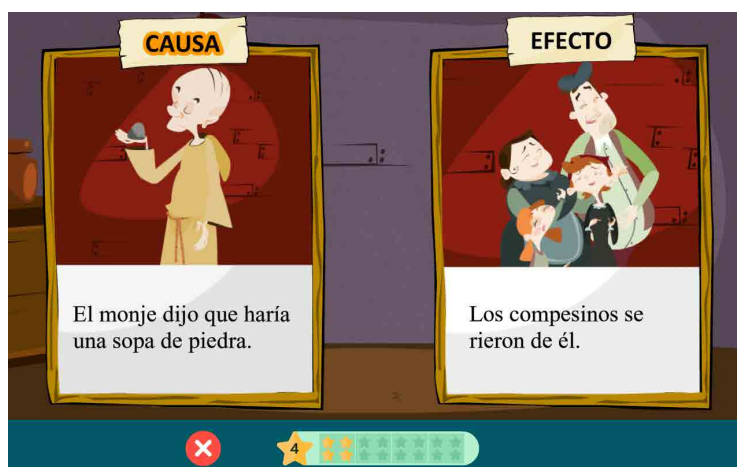 CAUSA
EFECTO
El monje dijo que haría
una sopa de piedra.
Los compesinos se
rieron de él.
4